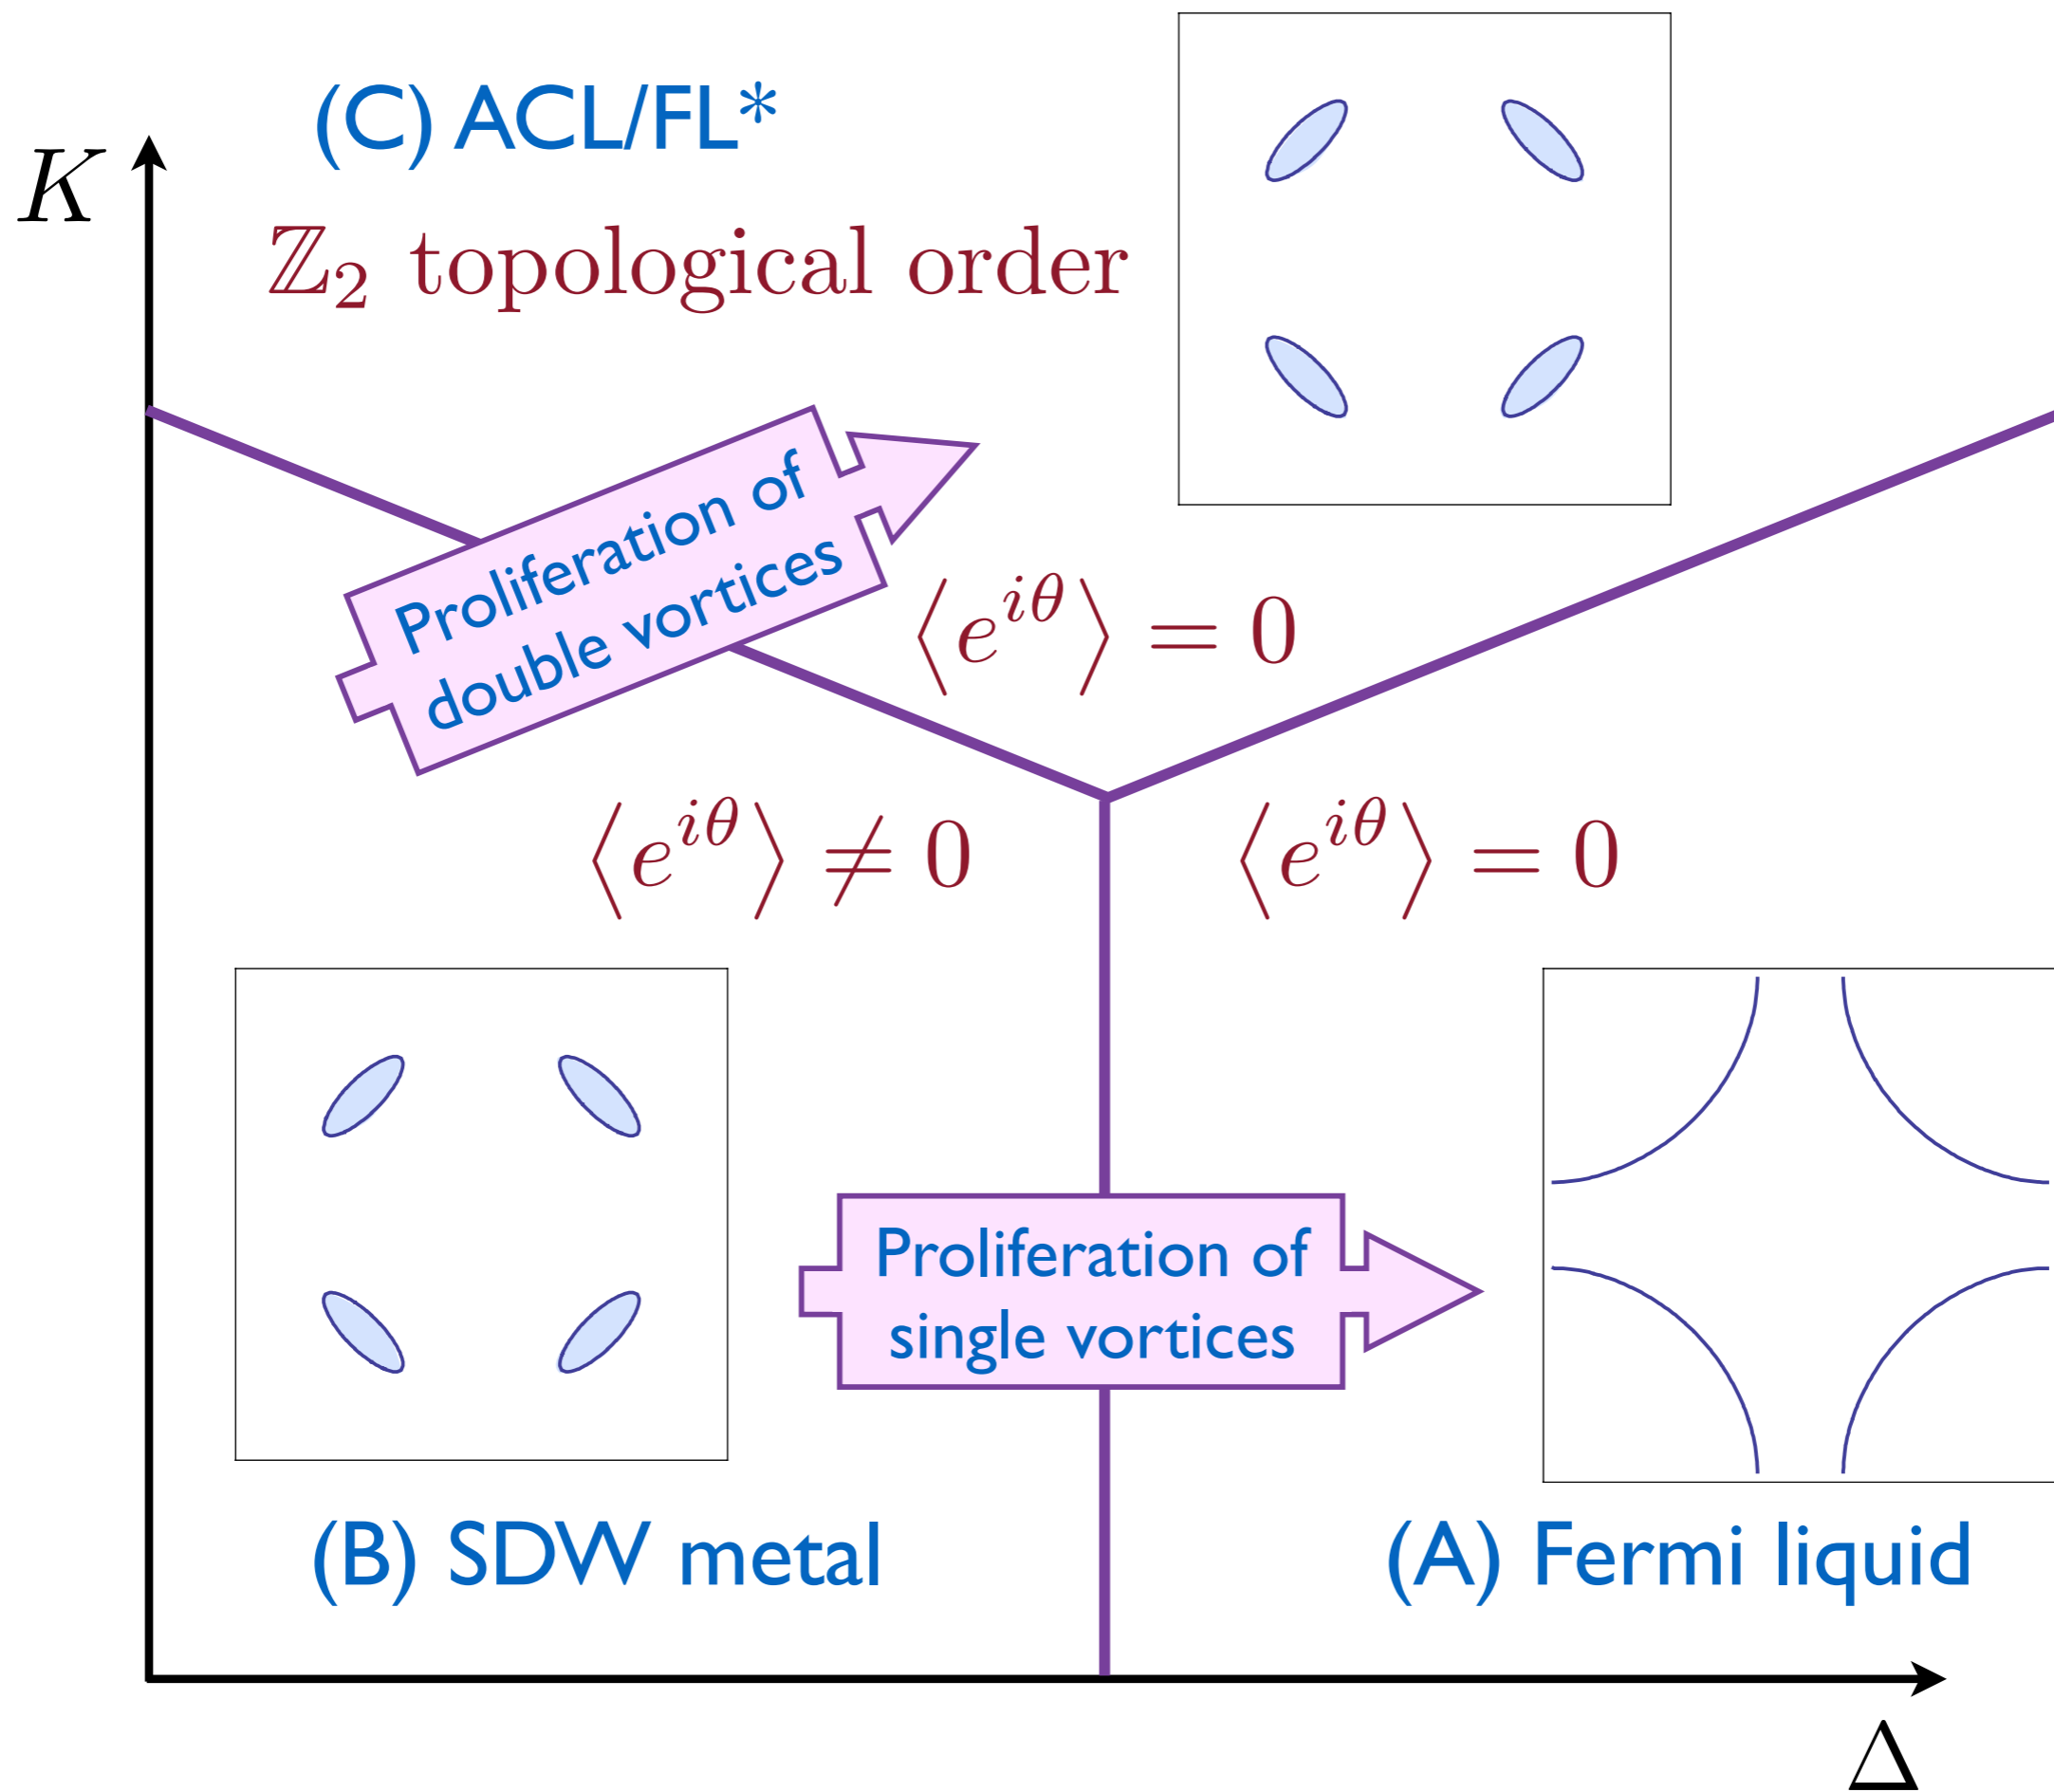 (C) ACL/FL*
K
ℤ₂ topological order
Proliferation of
double vortices
⟨e^{iθ}⟩ = 0
⟨e^{iθ}⟩ ≠ 0
⟨e^{iθ}⟩ = 0
Proliferation of
single vortices
(B) SDW metal
(A) Fermi liquid
Δ